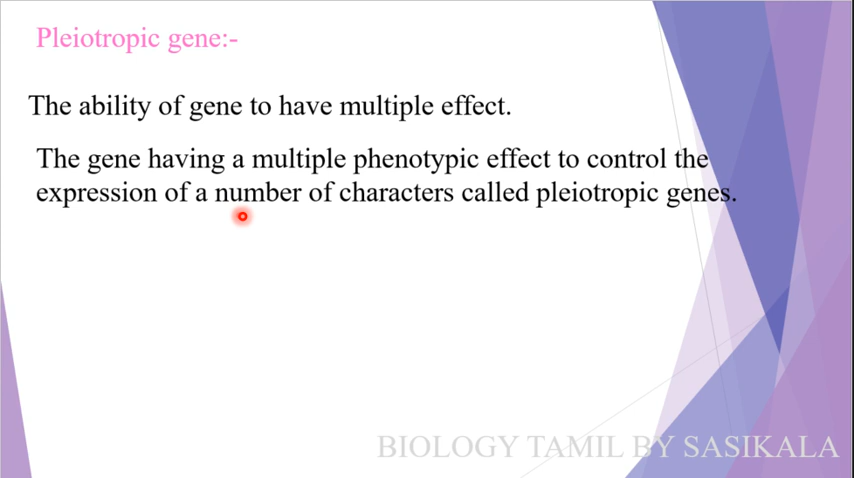 Pleiotropic gene:-
The ability of gene to have multiple effect.
The gene having a multiple phenotypic effect to control the
expression of a number of characters called pleiotropic genes.
BIOLOGY TAMIL BY SASIKALA